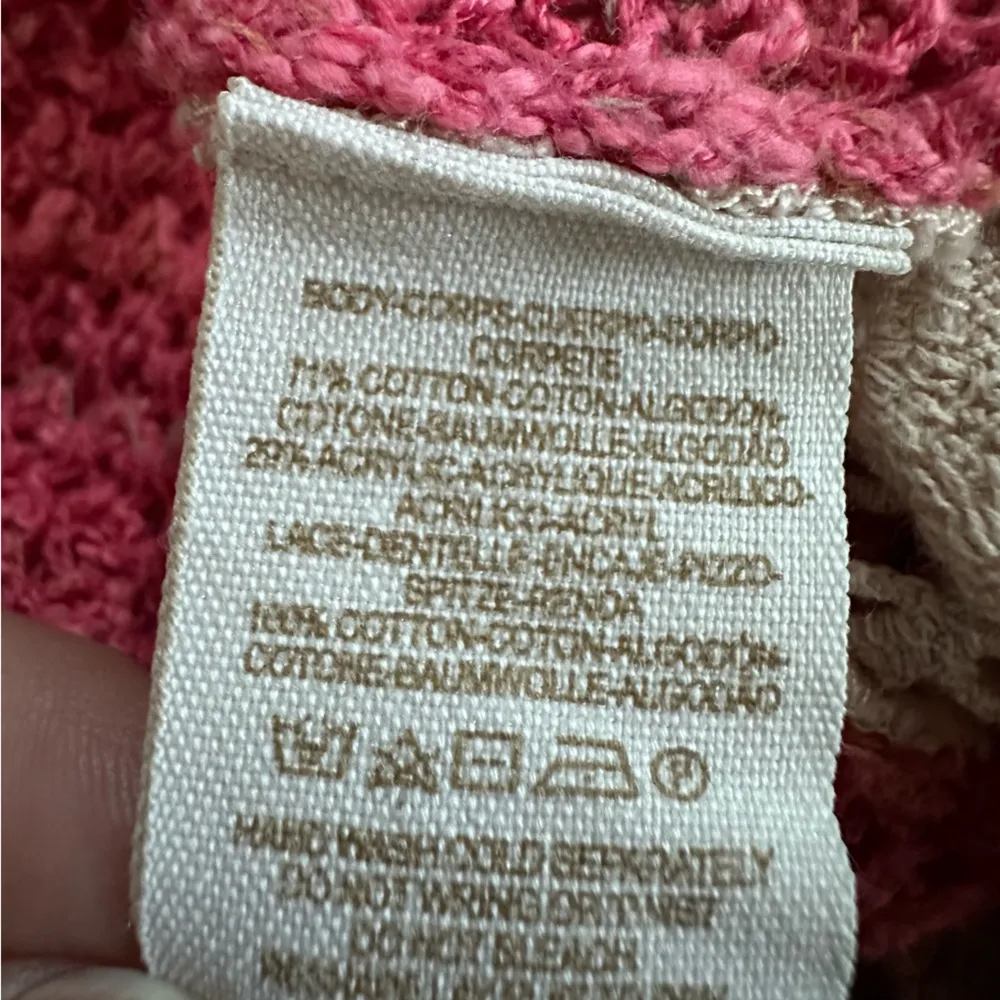 BODY-CORPS-CUERPO-CORPO
CORPETE
71% COTTON-COTON-ALGODÓN-
COTONE-BAUMWOLLE-ALGODÃO
29% ACRYLIC-ACRYLIQUE-ACRILICO-
ACRILICO-ACRYL
LACE-DENTELLE-ENCAJE-PIZZO-
SPITZE-RENDA
100% COTTON-COTON-ALGODÓN-
COTONE-BAUMWOLLE-ALGODÃO
P
HAND WASH COLD SEPARATELY
DO NOT WRING OR TWIST
DO NOT BLEACH